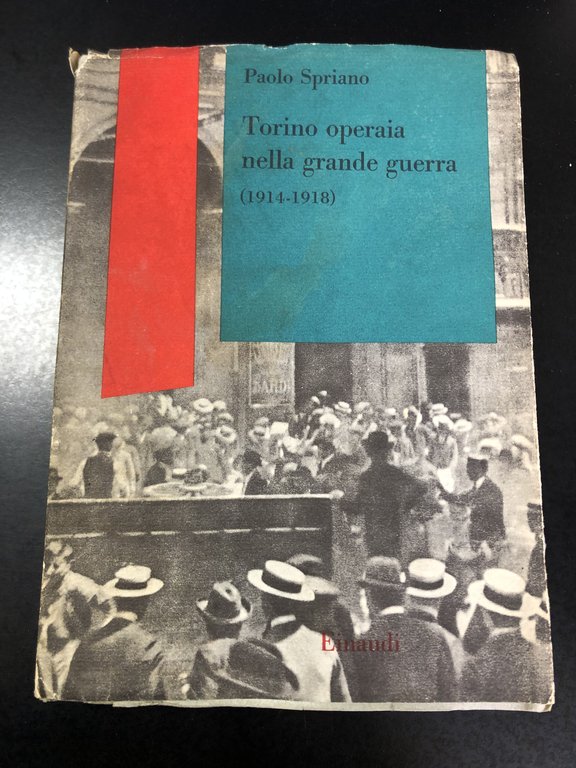 Paolo Spriano
Torino operaia
nella grande guerra
(1914-1918)
Einaudi